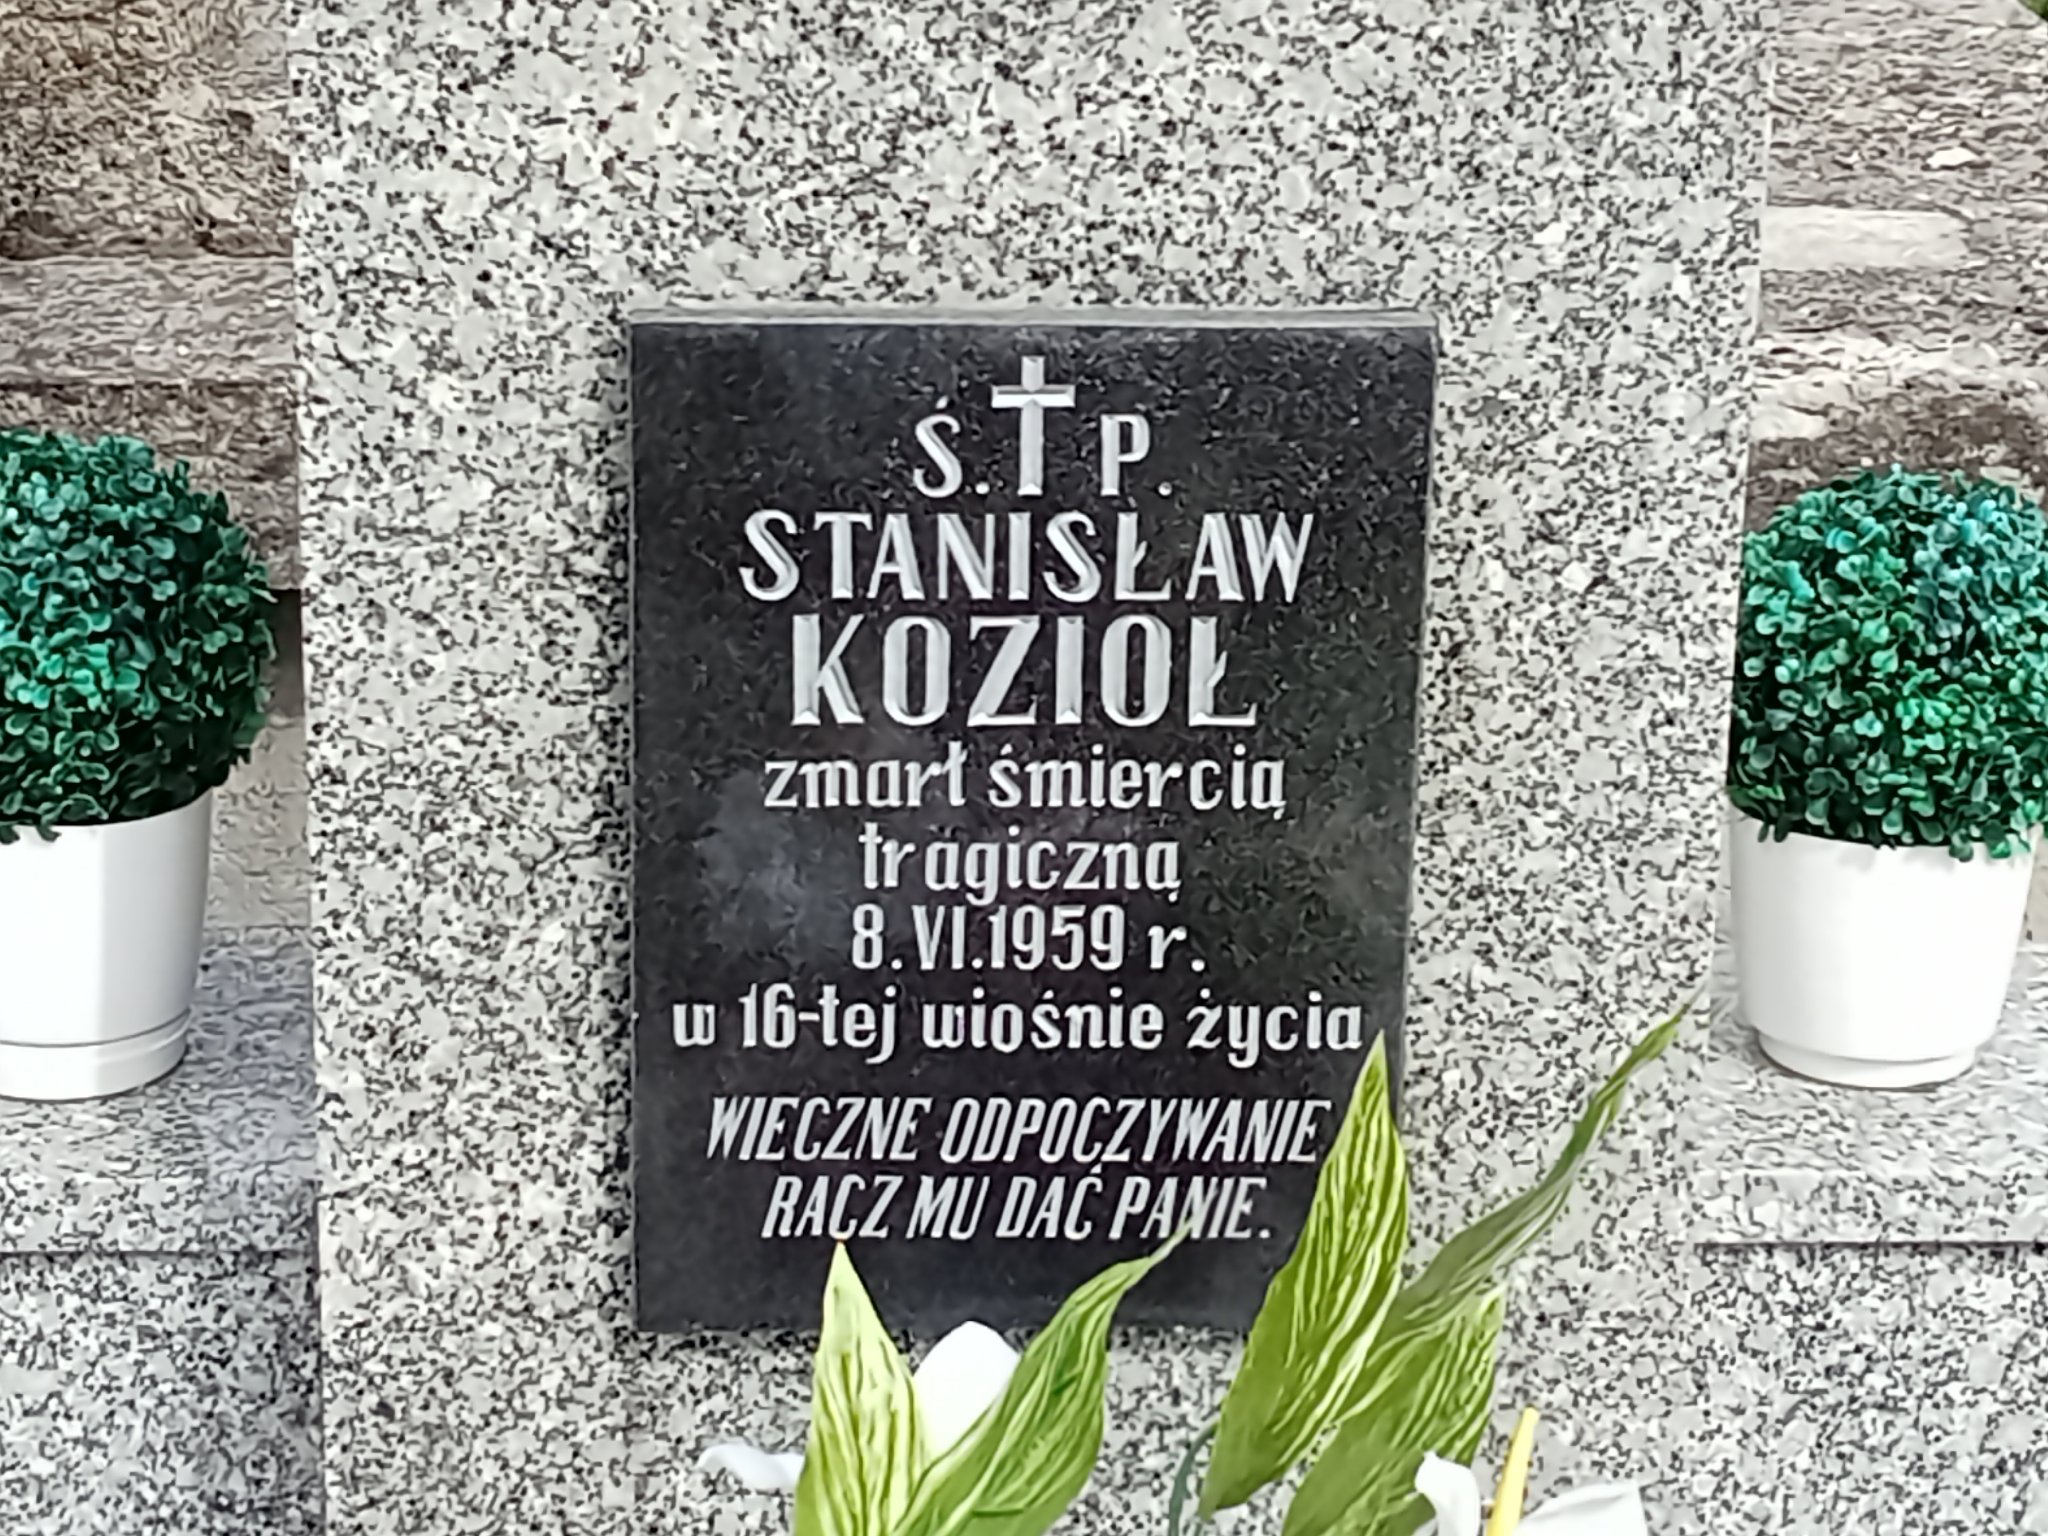 Ś. P.
STANISŁAW
KOZIOŁ
zmarł śmiercią
tragiczną
8.VI.1959 r.
w 16-tej wiośnie życia
WIECZNE ODPOCZYWANIE
RACZ MU DAĆ PANIE.